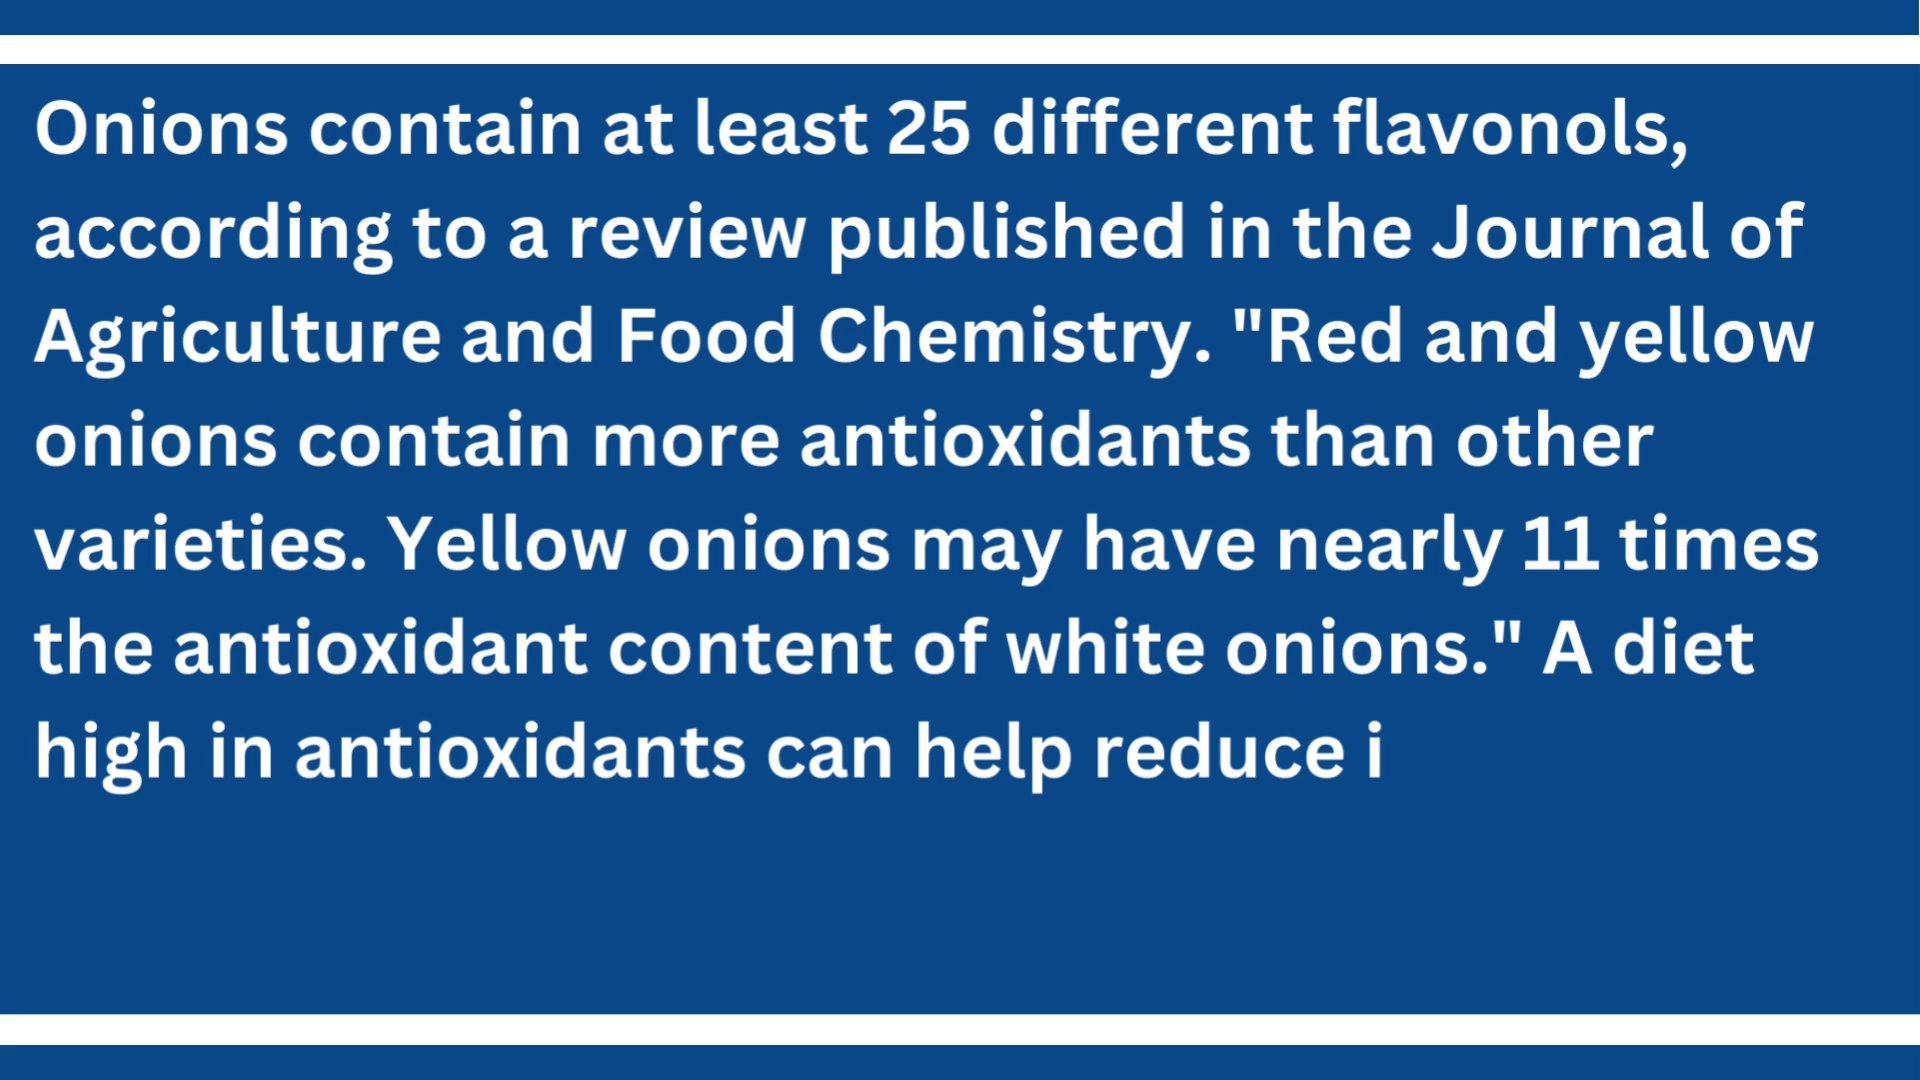 Onions contain at least 25 different flavonols,
according to a review published in the Journal of
Agriculture and Food Chemistry. "Red and yellow
onions contain more antioxidants than other
varieties. Yellow onions may have nearly 11 times
the antioxidant content of white onions." A diet
high in antioxidants can help reduce i